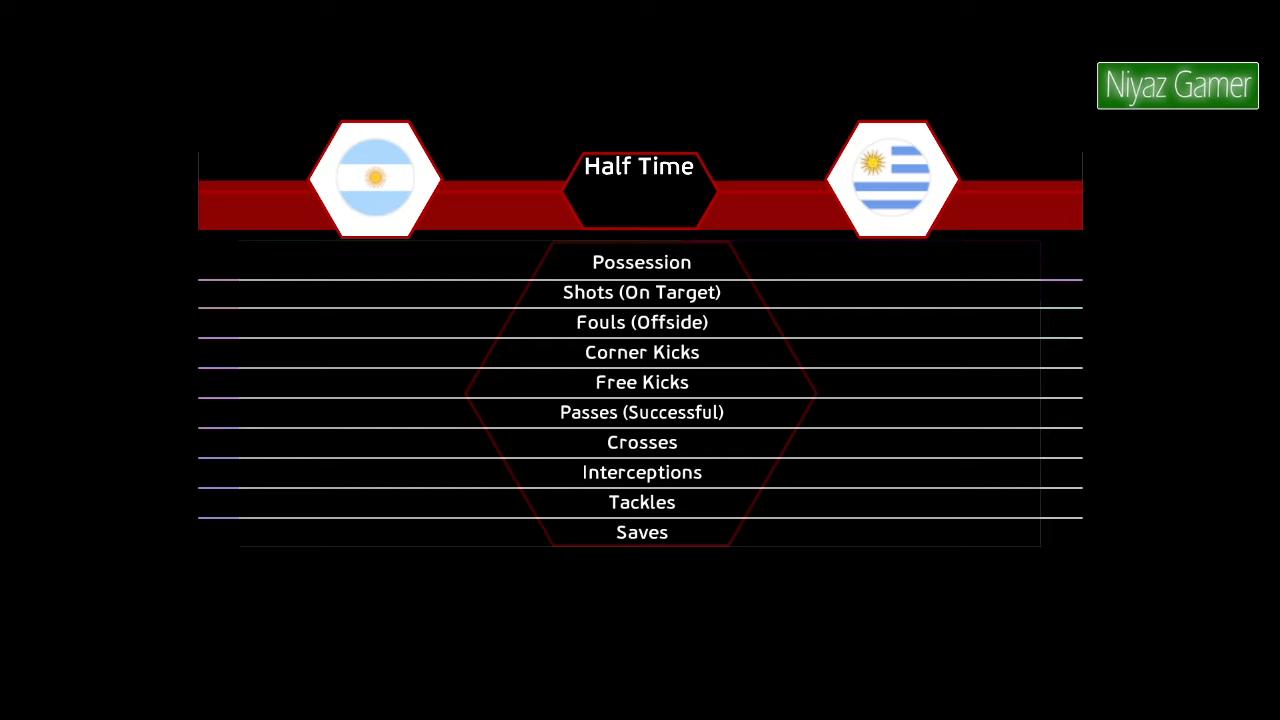 Niyaz Gamer
Half Time
Possession
Shots (On Target)
Fouls (Offside)
Corner Kicks
Free Kicks
Passes (Successful)
Crosses
Interceptions
Tackles
Saves